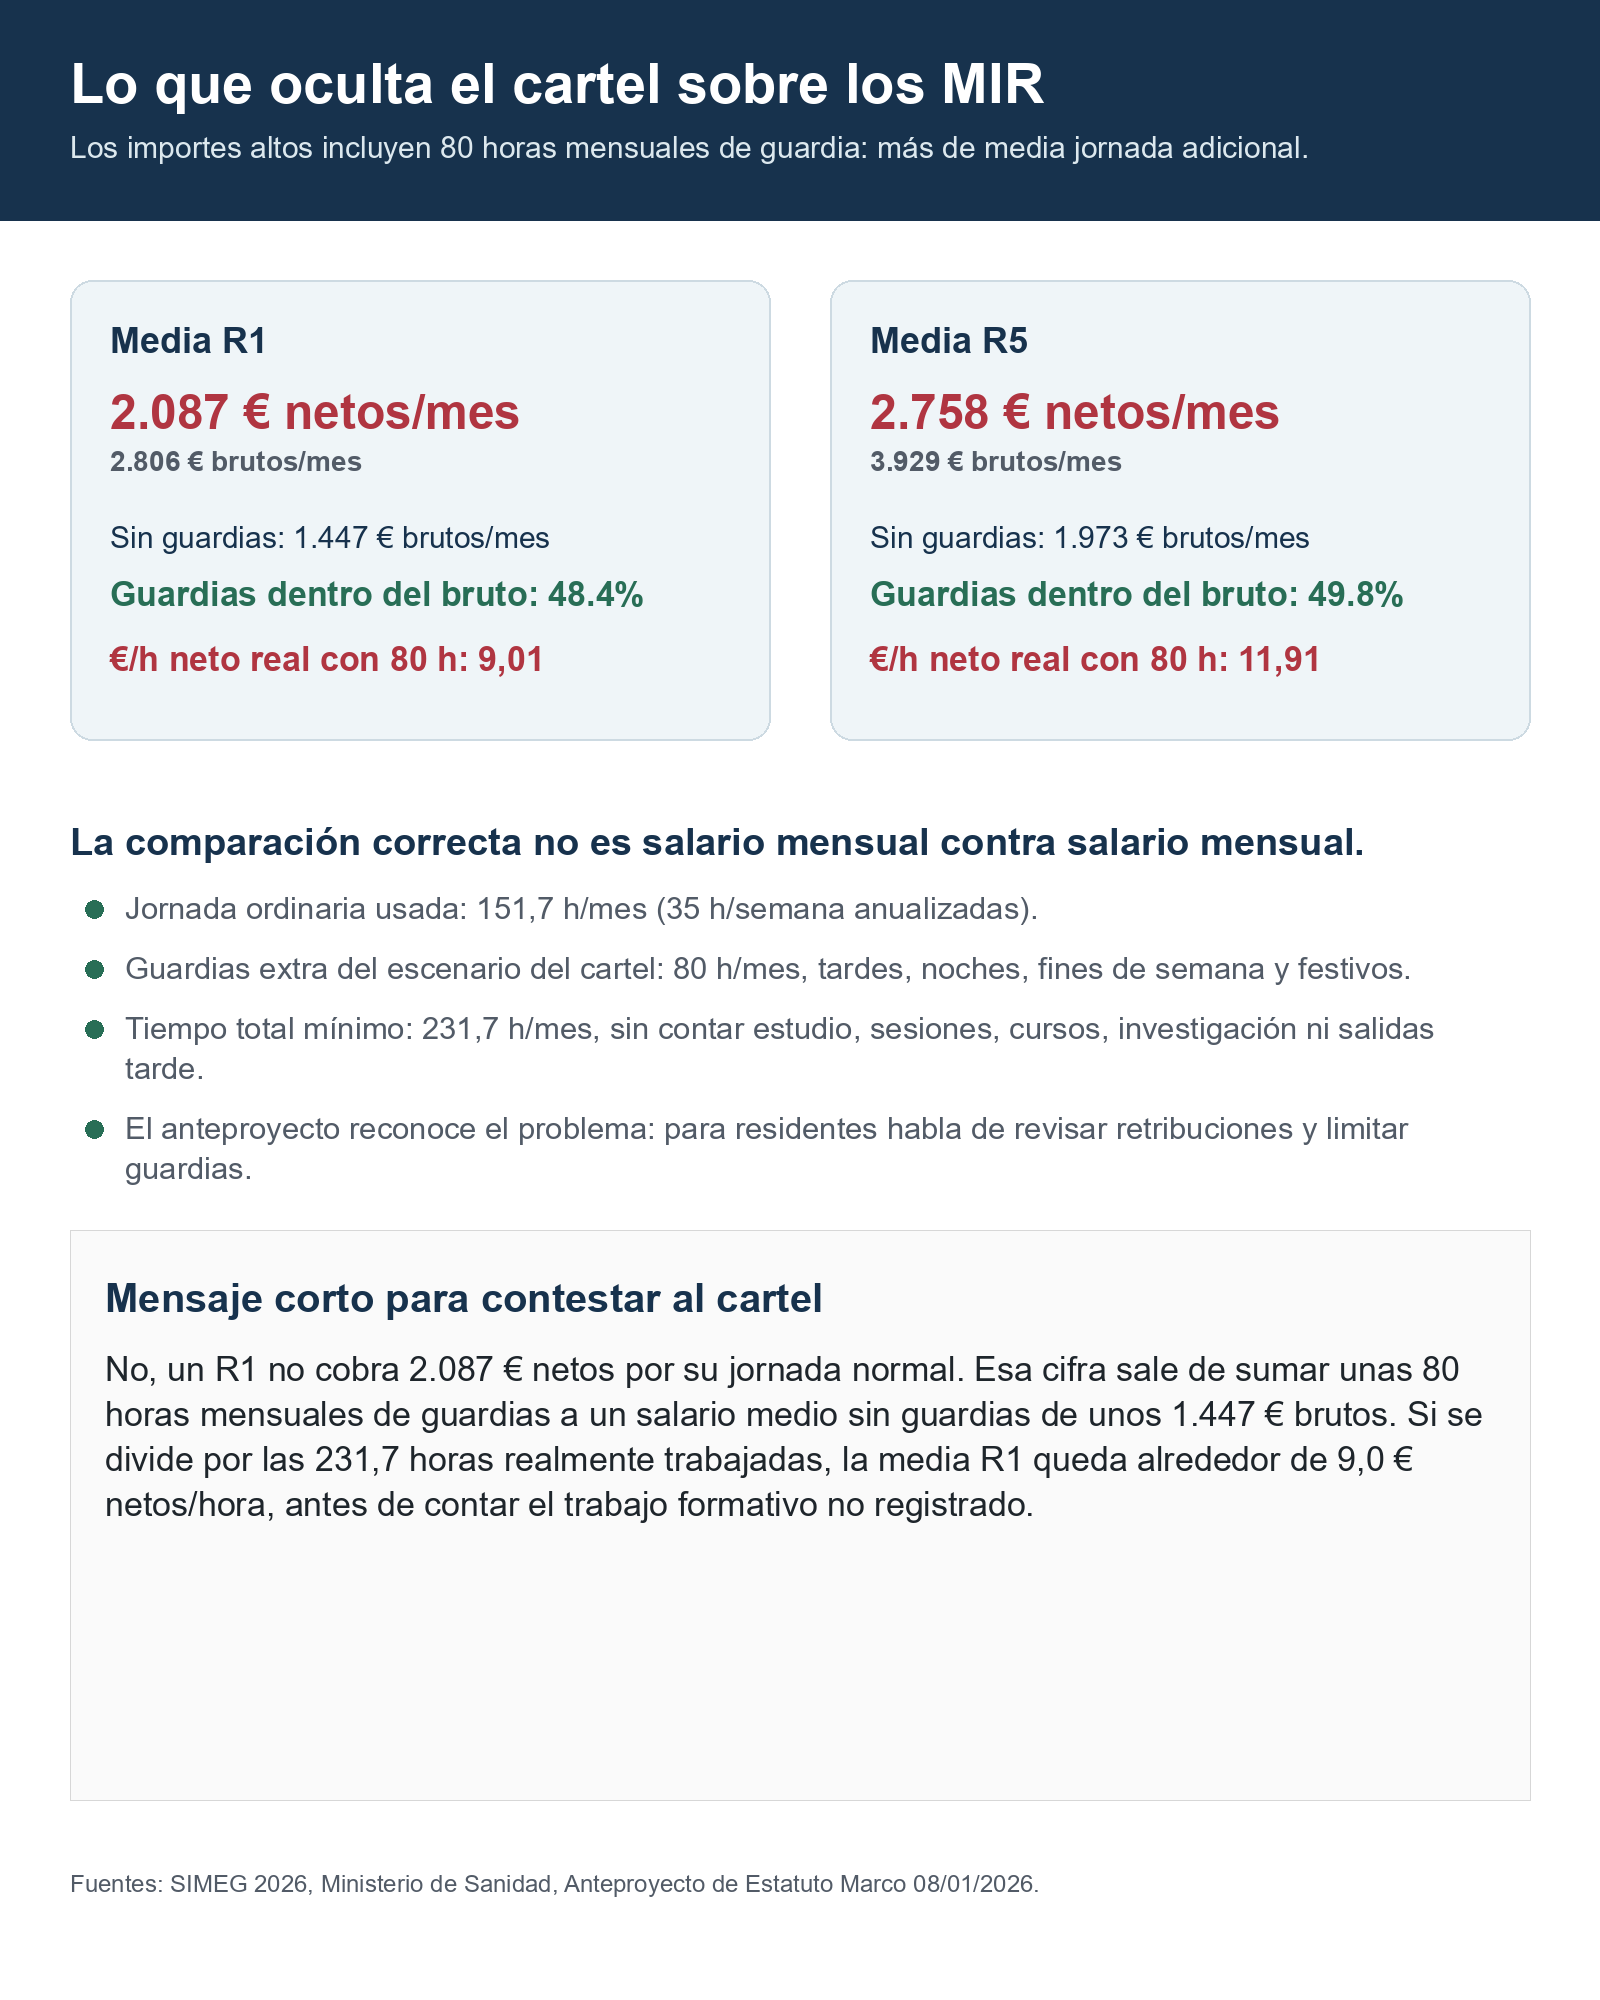 Lo que oculta el cartel sobre los MIR
Los importes altos incluyen 80 horas mensuales de guardia: más de media jornada adicional.
Media R1
2.087 € netos/mes
2.806 € brutos/mes
Sin guardias: 1.447 € brutos/mes
Guardias dentro del bruto: 48.4%
€/h neto real con 80 h: 9,01
Media R5
2.758 € netos/mes
3.929 € brutos/mes
Sin guardias: 1.973 € brutos/mes
Guardias dentro del bruto: 49.8%
€/h neto real con 80 h: 11,91
La comparación correcta no es salario mensual contra salario mensual.
Jornada ordinaria usada: 151,7 h/mes (35 h/semana anualizadas).
Guardias extra del escenario del cartel: 80 h/mes, tardes, noches, fines de semana y festivos.
Tiempo total mínimo: 231,7 h/mes, sin contar estudio, sesiones, cursos, investigación ni salidas
tarde.
El anteproyecto reconoce el problema: para residentes habla de revisar retribuciones y limitar
guardias.
Mensaje corto para contestar al cartel
No, un R1 no cobra 2.087 € netos por su jornada normal. Esa cifra sale de sumar unas 80
horas mensuales de guardias a un salario medio sin guardias de unos 1.447 € brutos. Si se
divide por las 231,7 horas realmente trabajadas, la media R1 queda alrededor de 9,0 €
netos/hora, antes de contar el trabajo formativo no registrado.
Fuentes: SIMEG 2026, Ministerio de Sanidad, Anteproyecto de Estatuto Marco 08/01/2026.